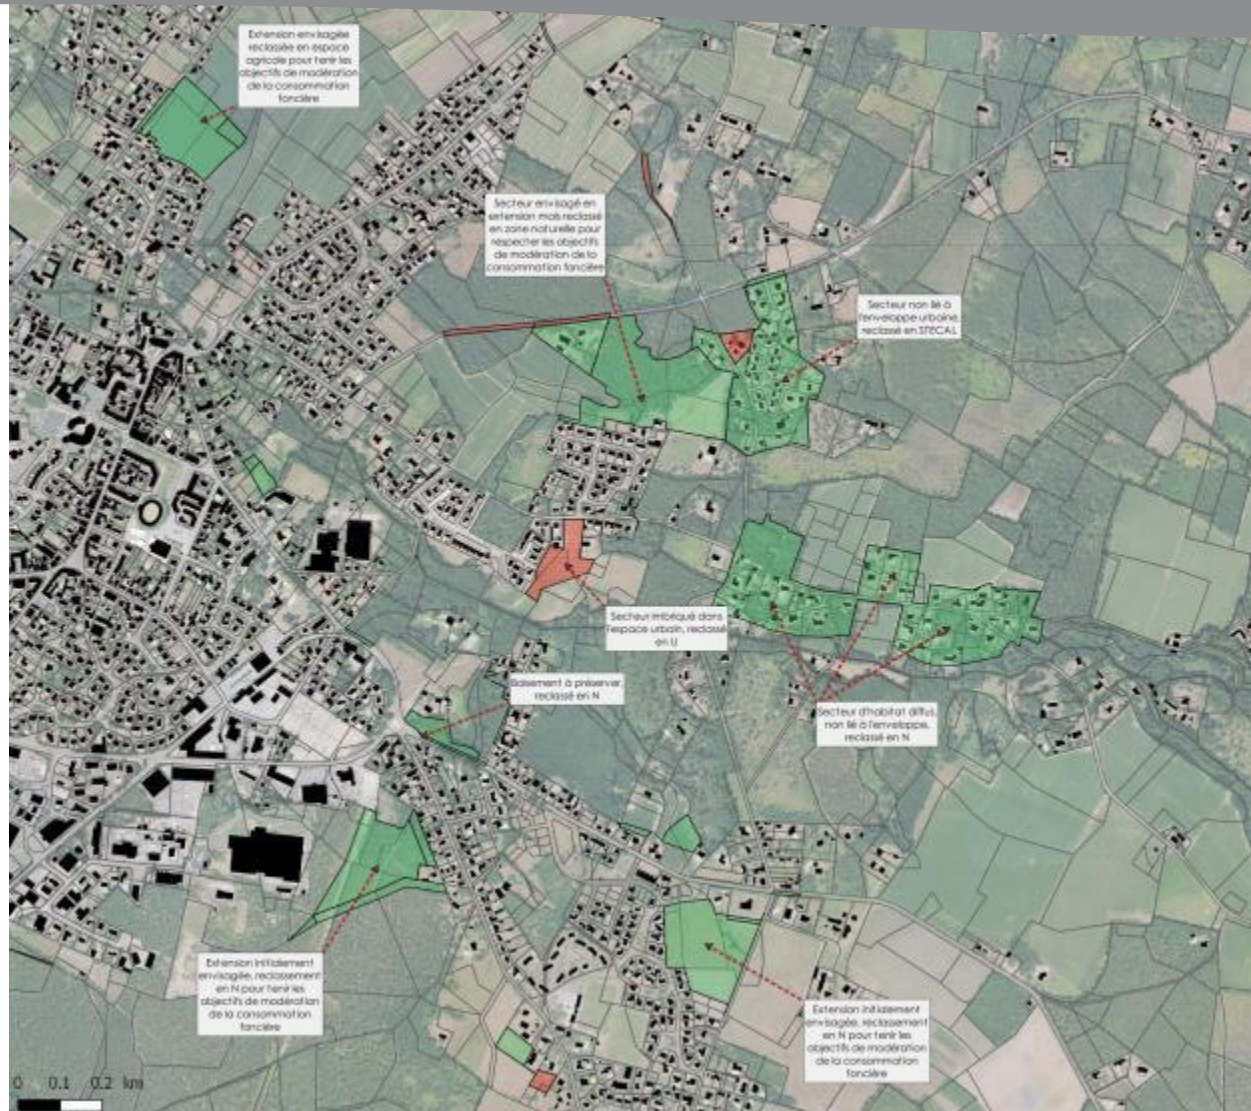 Extension envisagée
reclassée en espace
agricole pour tenir les
objectifs de modération
de la consommation
foncière
Secteur envisagé en
extension mais reclassé
en zone naturelle pour
respecter les objectifs
de modération de la
consommation foncière
Secteur non lié à
l'enveloppe urbaine,
reclassé en STECAL
Secteur imbriqué dans
l'espace urbain, reclassé
en U
Boisement à préserver,
reclassé en N
Secteur d'habitat diffus,
non lié à l'enveloppe,
reclassé en N
Extension initialement
envisagée, reclassement
en N pour tenir les
objectifs de modération
de la consommation
foncière
Extension initialement
envisagée, reclassement
en N pour tenir les
objectifs de modération
de la consommation
foncière
0 0.1 0.2 km